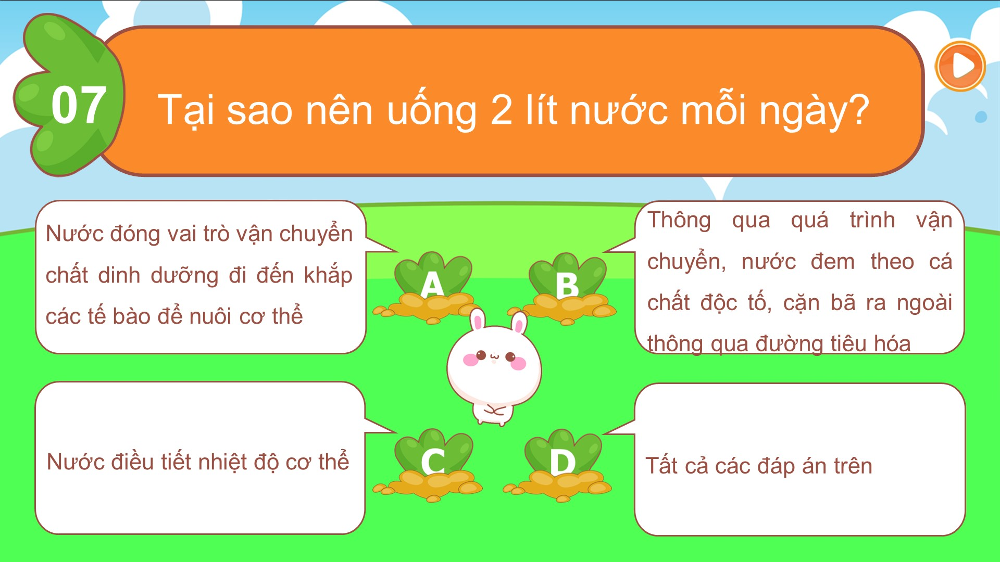 07
Tại sao nên uống 2 lít nước mỗi ngày?
Nước đóng vai trò vận chuyển
chất dinh dưỡng đi đến khắp
các tế bào để nuôi cơ thể
A
Thông qua quá trình vận
chuyển, nước đem theo cá
chất độc tố, cặn bã ra ngoài
thông qua đường tiêu hóa
B
Nước điều tiết nhiệt độ cơ thể
C
Tất cả các đáp án trên
D